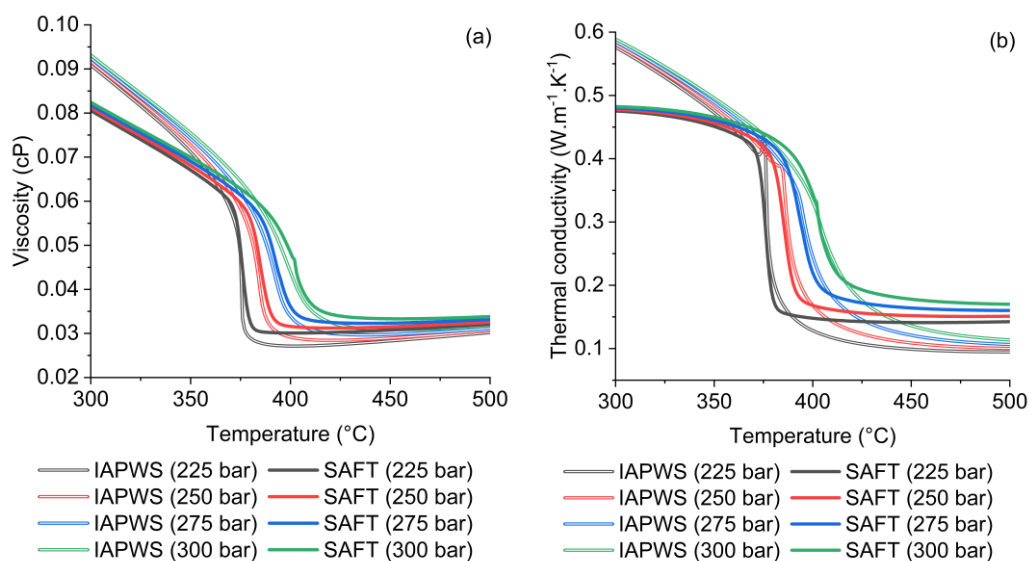 (a)
Viscosity (cP)
0.10
0.09
0.08
0.07
0.06
0.05
0.04
0.03
0.02
300 350 400 450 500
Temperature (°C)
IAPWS (225 bar) SAFT (225 bar)
IAPWS (250 bar) SAFT (250 bar)
IAPWS (275 bar) SAFT (275 bar)
IAPWS (300 bar) SAFT (300 bar)
(b)
Thermal conductivity (W.m⁻¹.K⁻¹)
0.6
0.5
0.4
0.3
0.2
0.1
300 350 400 450 500
Temperature (°C)
IAPWS (225 bar) SAFT (225 bar)
IAPWS (250 bar) SAFT (250 bar)
IAPWS (275 bar) SAFT (275 bar)
IAPWS (300 bar) SAFT (300 bar)